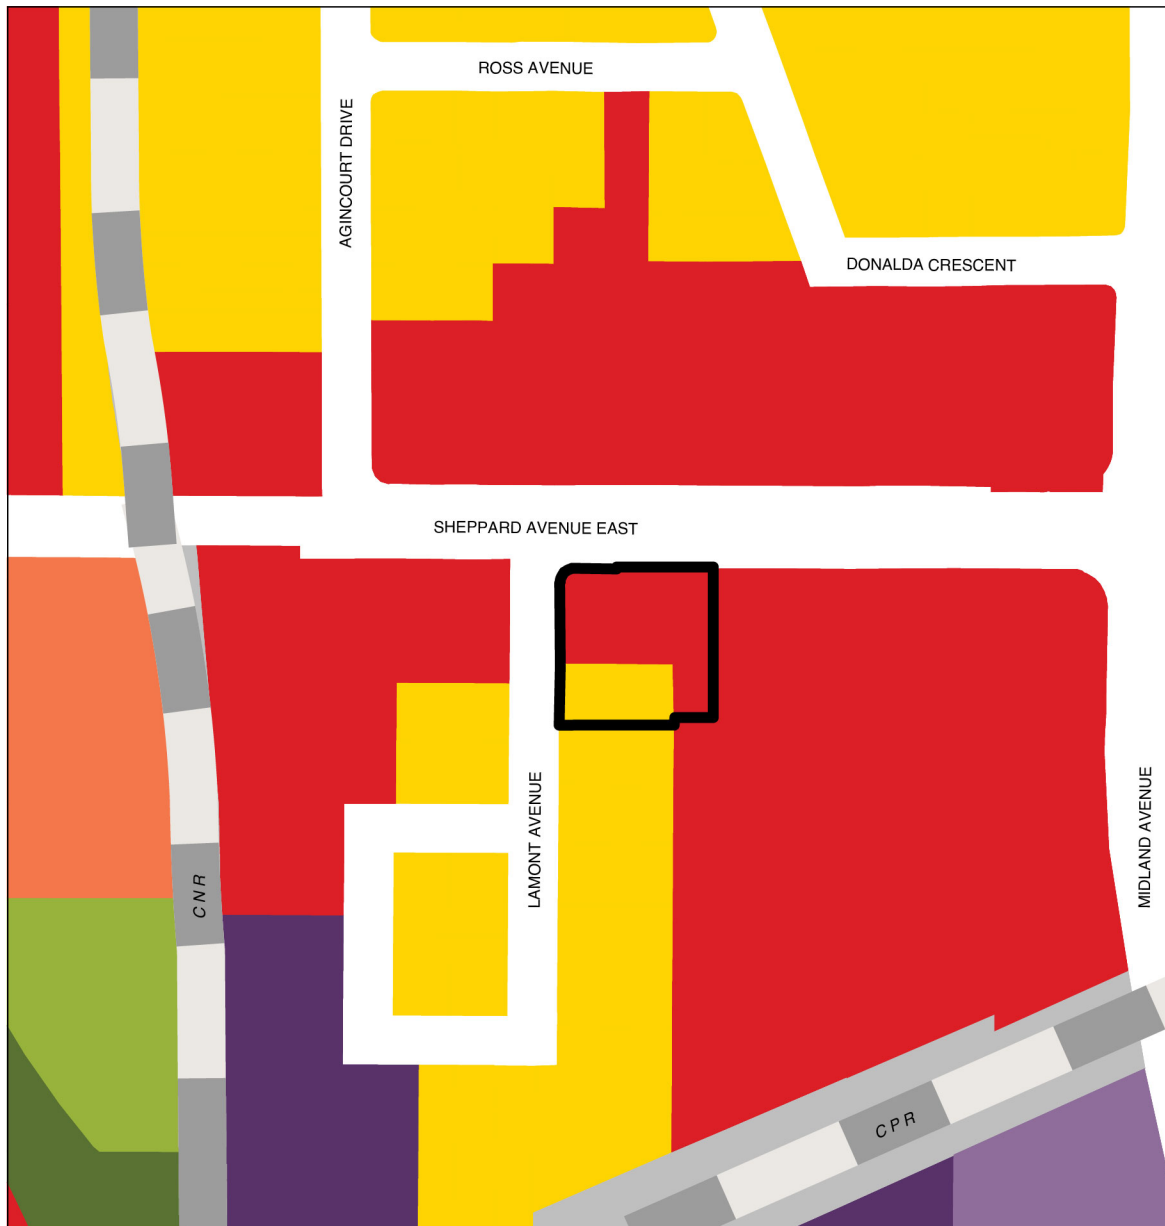 ROSS AVENUE
AGINCOURT DRIVE
DONALDA CRESCENT
SHEPPARD AVENUE EAST
LAMONT AVENUE
MIDLAND AVENUE
CNR
CPR